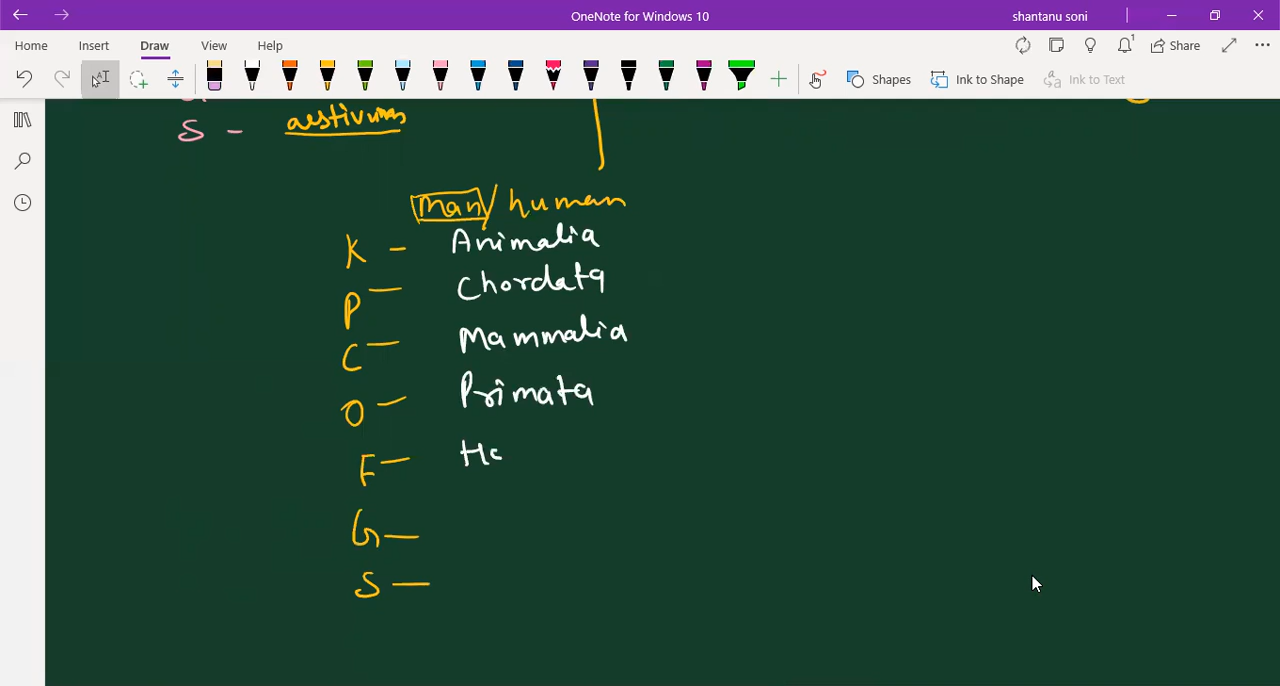 OneNote for Windows 10
shantanu soni
Home Insert Draw View Help
Share
Shapes
Ink to Shape
Ink to Text
S - aestivum
man/human
K - Animalia
P - Chordata
C - Mammalia
O - Primata
F - Ho
G -
S -